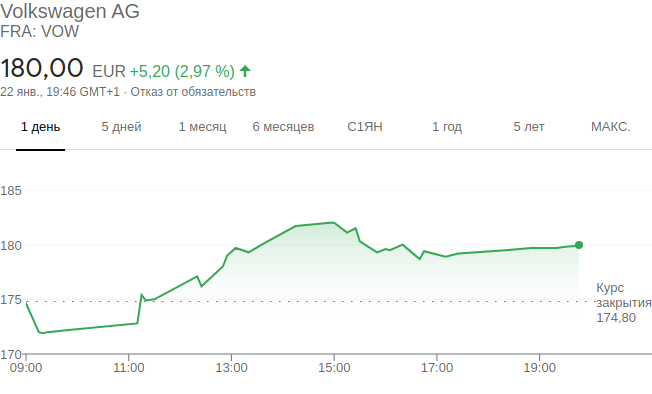 Volkswagen AG
FRA: VOW
180,00 EUR +5,20 (2,97 %)
22 янв., 19:46 GMT+1 · Отказ от обязательств
1 день 5 дней 1 месяц 6 месяцев С1ЯН 1 год 5 лет МАКС.
185
180
175
170
Курс
закрытия
174,80
09:00 11:00 13:00 15:00 17:00 19:00